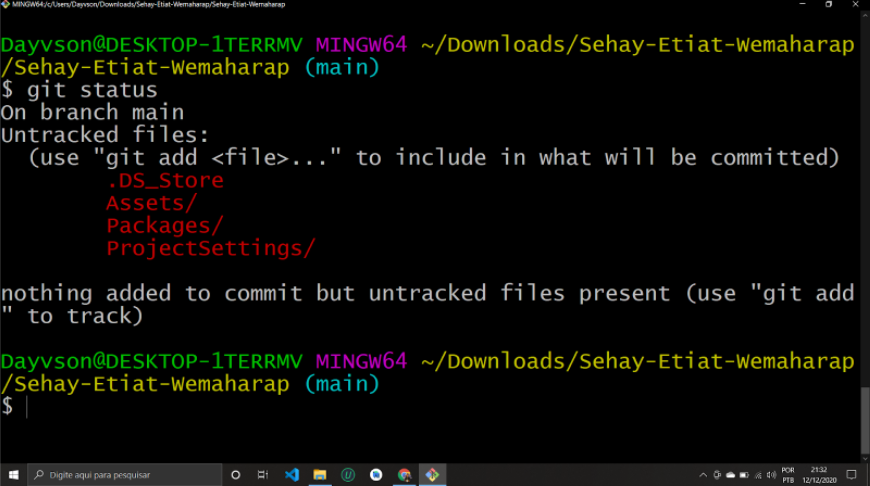 MINGW64:/c/Users/Dayvson/Downloads/Sehay-Etiat-Wemaharap/Sehay-Etiat-Wemaharap
Dayvson@DESKTOP-1TERRMV MINGW64 ~/Downloads/Sehay-Etiat-Wemaharap
/Sehay-Etiat-Wemaharap (main)
$ git status
On branch main
Untracked files:
(use "git add <file>..." to include in what will be committed)
.DS_Store
Assets/
Packages/
ProjectSettings/
nothing added to commit but untracked files present (use "git add
" to track)
Dayvson@DESKTOP-1TERRMV MINGW64 ~/Downloads/Sehay-Etiat-Wemaharap
/Sehay-Etiat-Wemaharap (main)
$
Digite aqui para pesquisar
POR
PTB
21:32
12/12/2020